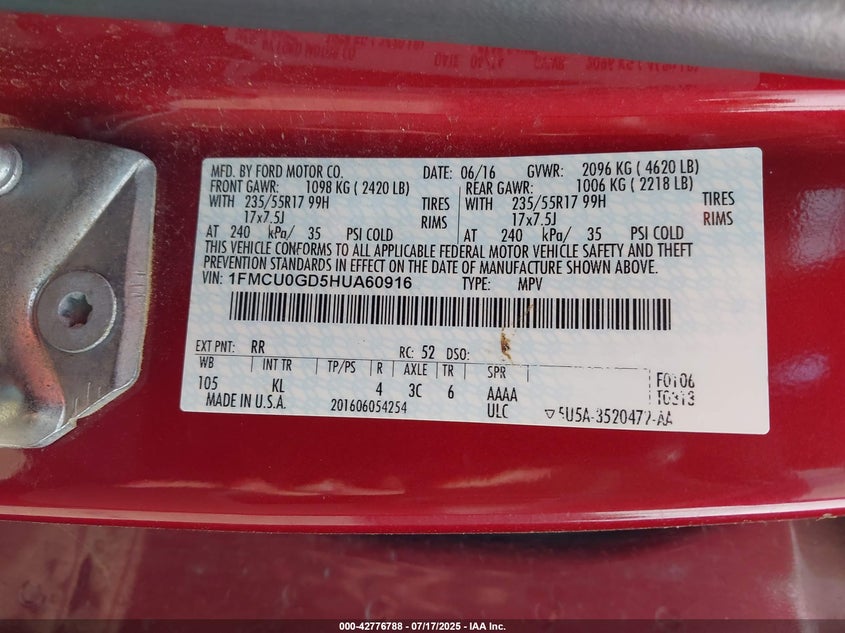 MFD. BY FORD MOTOR CO. DATE: 06/16 GVWR: 2096 KG ( 4620 LB)
FRONT GAWR: 1098 KG ( 2420 LB) REAR GAWR: 1006 KG ( 2218 LB)
WITH 235/55R17 99H TIRES WITH 235/55R17 99H TIRES
17x7.5J RIMS 17x7.5J RIMS
AT 240 kPa/ 35 PSI COLD AT 240 kPa/ 35 PSI COLD
THIS VEHICLE CONFORMS TO ALL APPLICABLE FEDERAL MOTOR VEHICLE SAFETY AND THEFT
PREVENTION STANDARDS IN EFFECT ON THE DATE OF MANUFACTURE SHOWN ABOVE.
VIN: 1FMCU0GD5HUA60916 TYPE: MPV
EXT PNT: RR RC: 52 DSO:
WB INT TR TP/PS R AXLE TR SPR
105 KL 4 3C 6 AAAA
F0106
T0313
MADE IN U.S.A. 201606054254 ULC 5U5A-3520472-AA
000-42776788 - 07/17/2025 - IAA Inc.